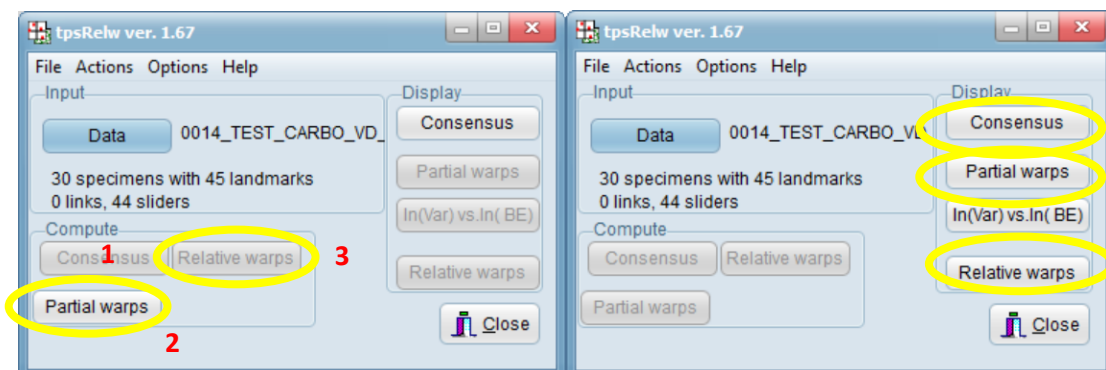 tpsRelw ver. 1.67
File Actions Options Help
Input
Data 0014_TEST_CARBO_VD_
30 specimens with 45 landmarks
0 links, 44 sliders
Compute
Consensus Relative warps
1
3
Partial warps
2
Display
Consensus
Partial warps
ln(Var) vs.ln( BE)
Relative warps
Close
tpsRelw ver. 1.67
File Actions Options Help
Input
Data 0014_TEST_CARBO_VD
30 specimens with 45 landmarks
0 links, 44 sliders
Compute
Consensus Relative warps
Partial warps
Display
Consensus
Partial warps
ln(Var) vs.ln( BE)
Relative warps
Close